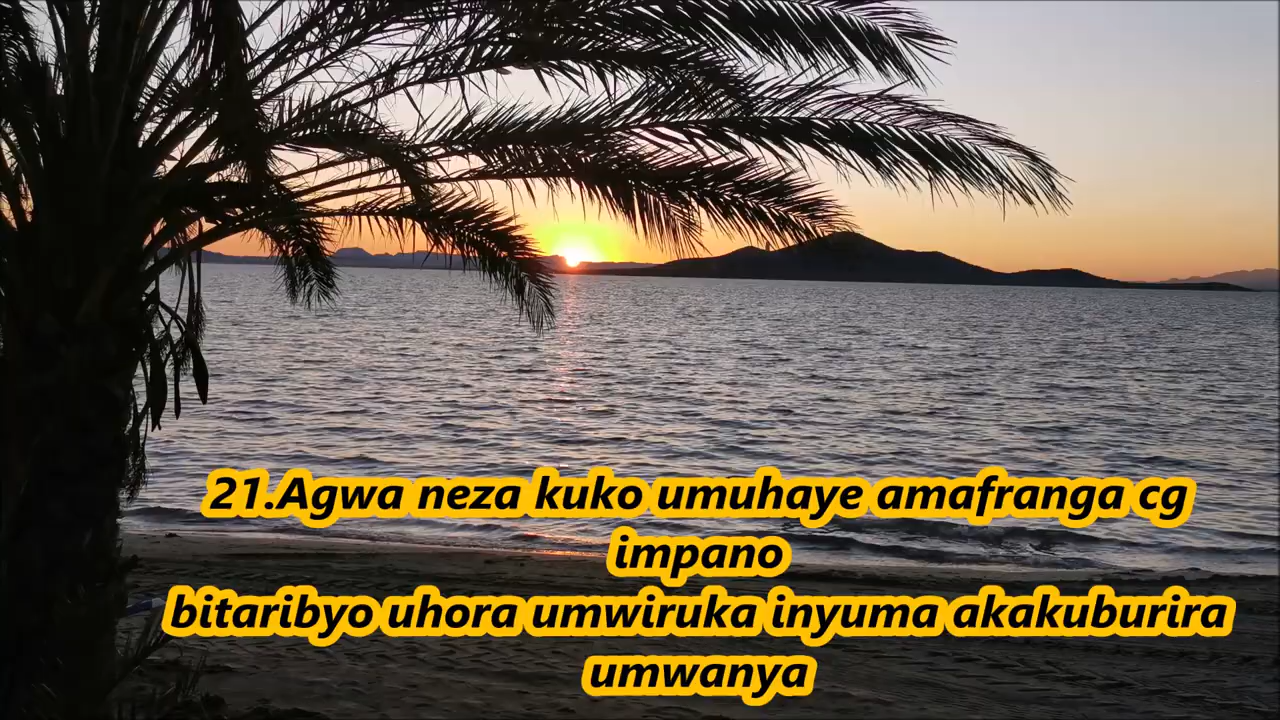 21.Agwa neza kuko umuhaye amafranga cg
impano
bitaribyo uhora umwiruka inyuma akakuburira
umwanya